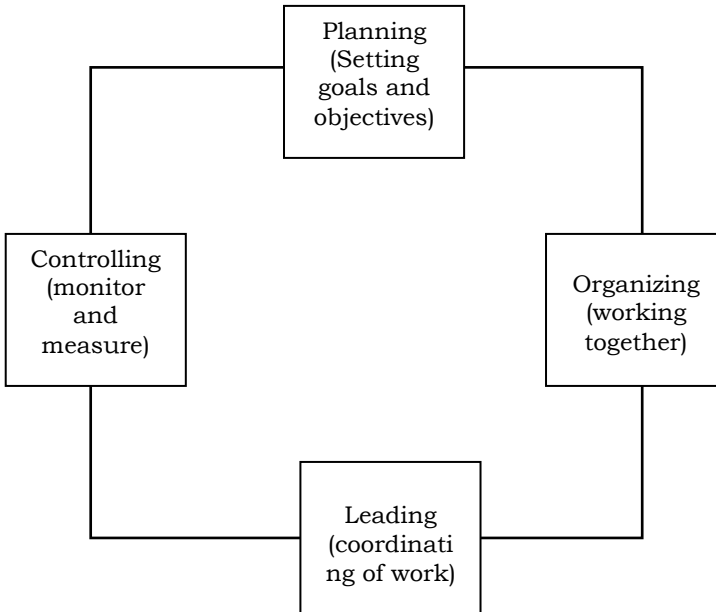 Planning
(Setting
goals and
objectives)
Controlling
(monitor
and
measure)
Organizing
(working
together)
Leading
(coordinati
ng of work)